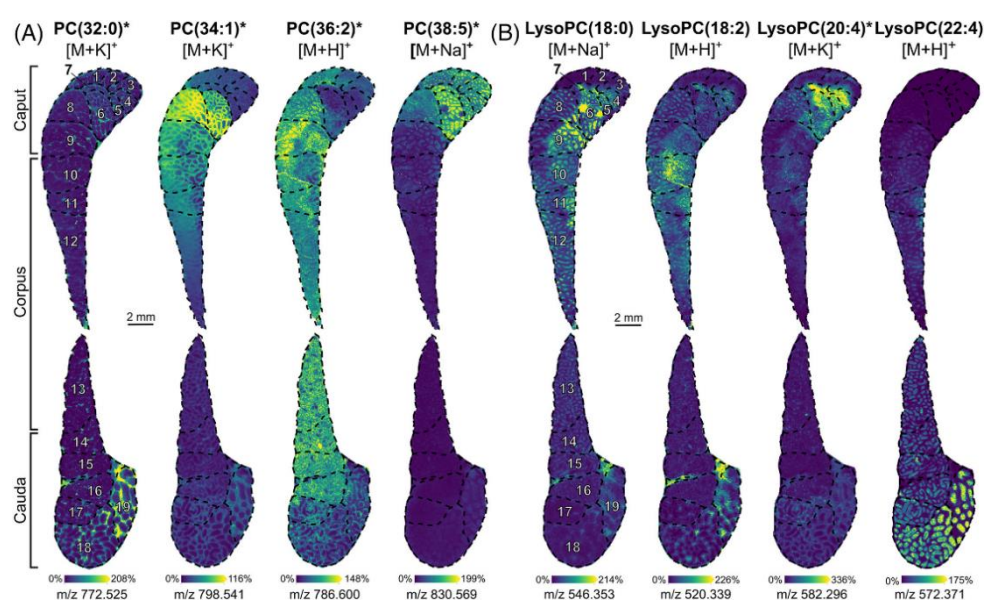 (A) PC(32:0)* PC(34:1)* PC(36:2)* PC(38:5)* (B) LysoPC(18:0) LysoPC(18:2) LysoPC(20:4)* LysoPC(22:4)
[M+K]+ [M+K]+ [M+H]+ [M+Na]+ [M+Na]+ [M+H]+ [M+K]+ [M+H]+
Caput
Corpus
Cauda
7 1 2 3 4 5 6 8
9
10
11
12
2 mm
13
14
15
16
17
18
19
7 1 2 3 4 5 6 8
9
10
11
12
2 mm
13
14
15
16
17
18
19
0% 208% 0% 116% 0% 148% 0% 199% 0% 214% 0% 226% 0% 336% 0% 175%
m/z 772.525 m/z 798.541 m/z 786.600 m/z 830.569 m/z 546.353 m/z 520.339 m/z 582.296 m/z 572.371